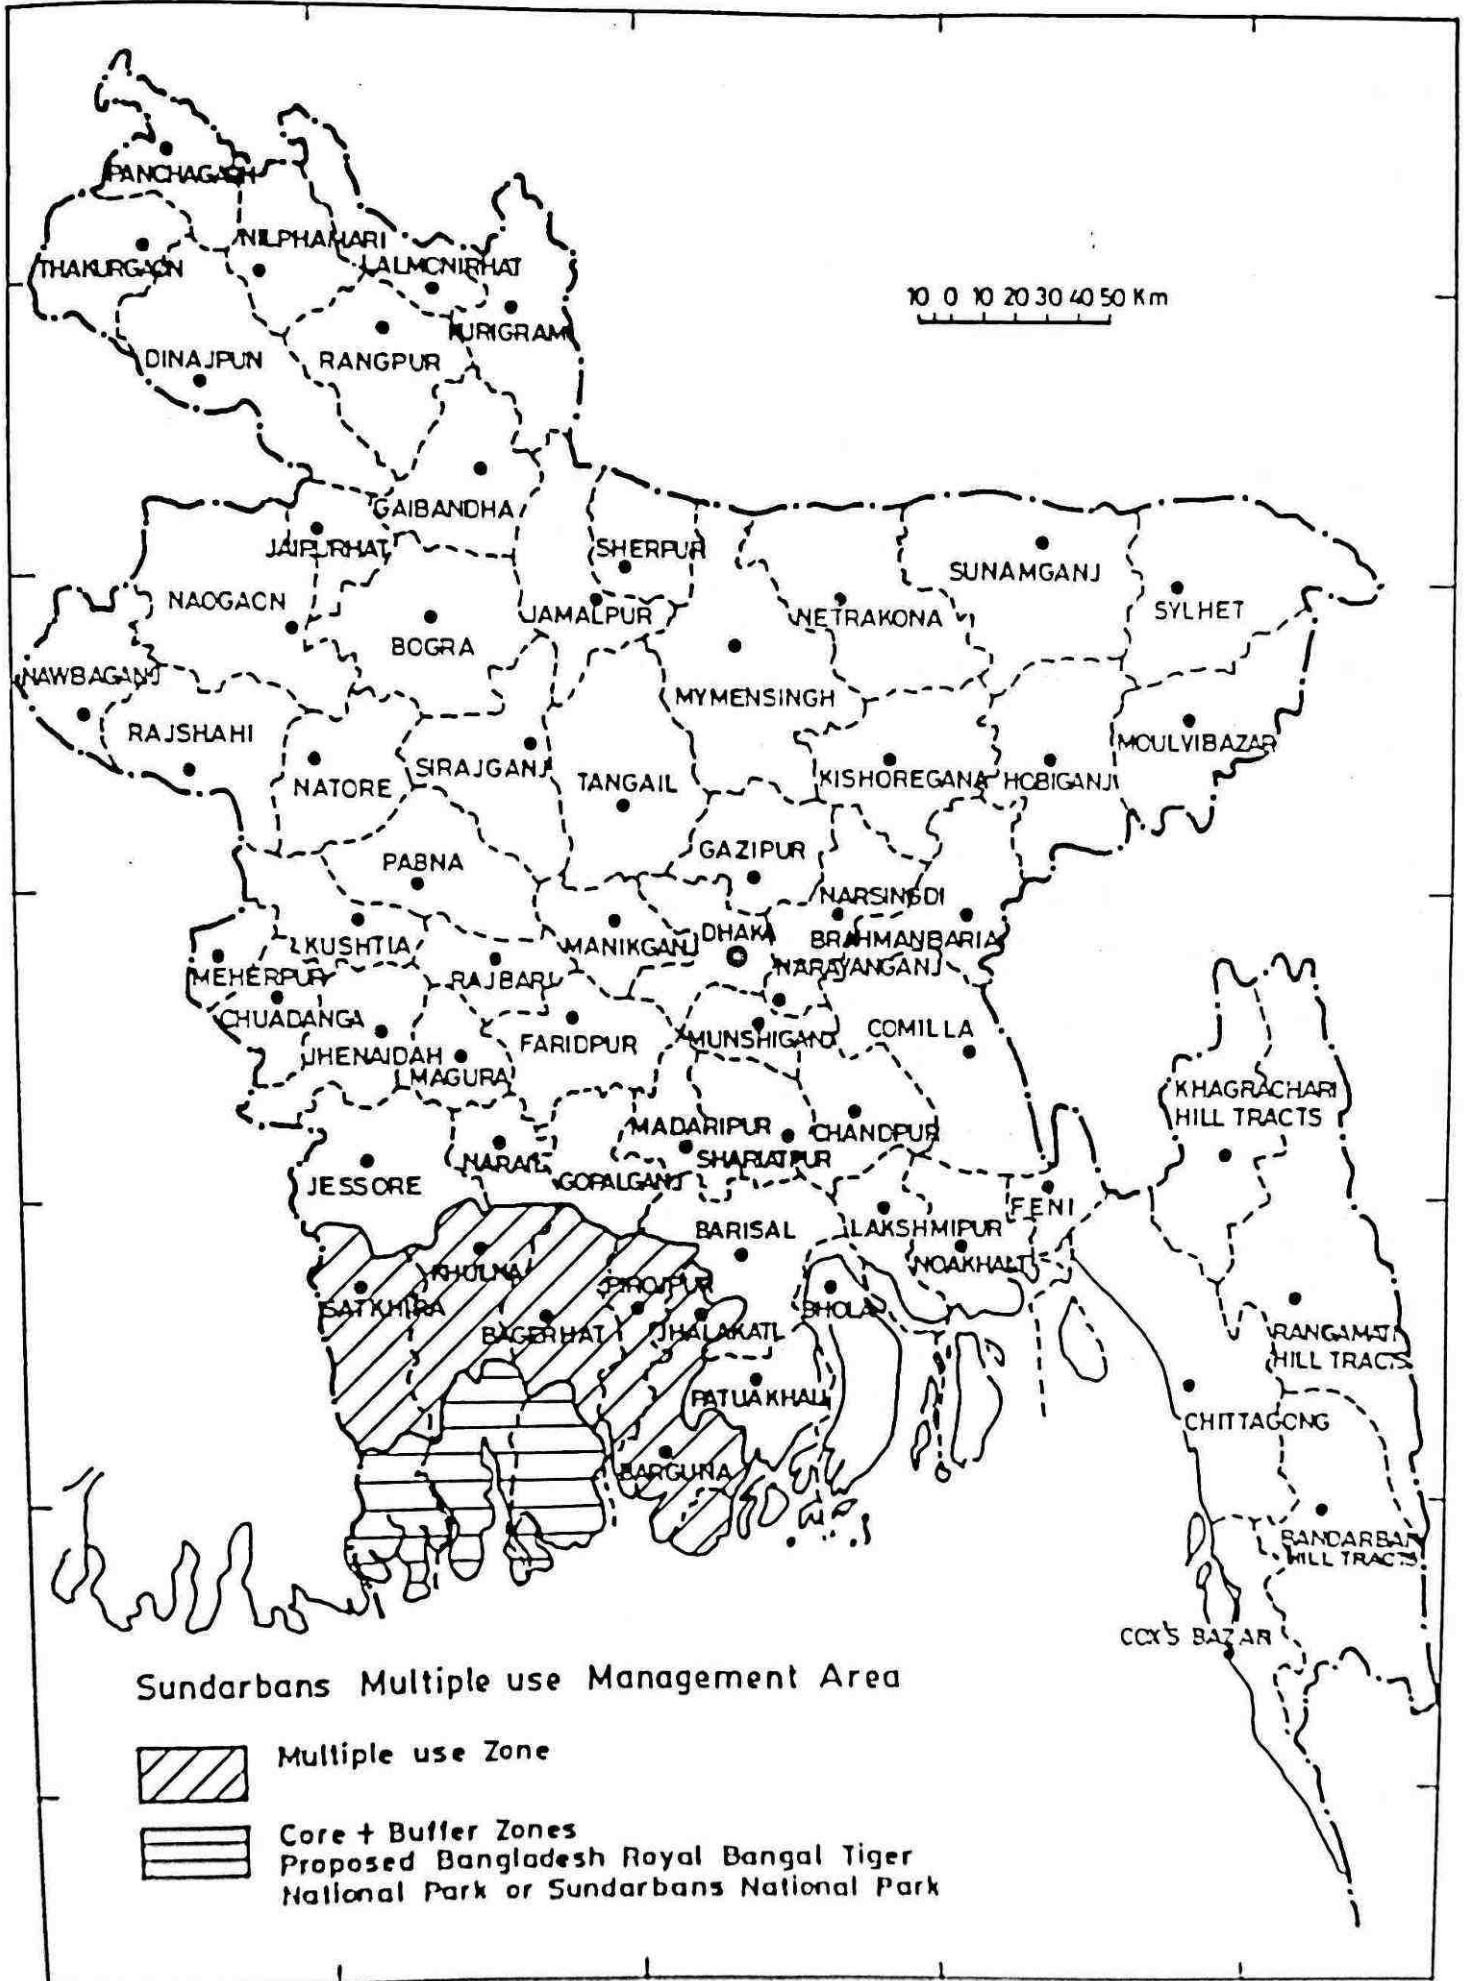 PANCHAGARH
NILPHAMARI
THAKURGAON
LALMONIRHAT
10 0 10 20 30 40 50 Km
KURIGRAM
DINAJPUN
RANGPUR
GAIBANDHA
JAIPURHAT
SHERPUR
SUNAMGANJ
NAOGAON
JAMALPUR
NETRAKONA
SYLHET
BOGRA
NAWBAGANJ
MYMENSINGH
RAJSHAHI
MOULVIBAZAR
SIRAJGANJ
NATORE
TANGAIL
KISHOREGANA
HOBIGANJ
GAZIPUR
PABNA
NARSINGDI
DHAKA
KUSHTIA
MANIKGANJ
BRAHMANBARIA
MEHERPUR
RAJBARI
NARAYANGANJ
CHUADANGA
FARIDPUR
MUNSHIGANJ
COMILLA
JHENAIDAH
MAGURA
KHAGRACHARI
HILL TRACTS
MADARIPUR
CHANDPUR
NARAIL
SHARIATPUR
JESSORE
GOPALGANJ
FENI
BARISAL
LAKSHMIPUR
NOAKHALI
KHULNA
PIROJPUR
SATKHIRA
BHOLA
BAGERHAT
JHALAKATI
RANGAMATI
HILL TRACTS
PATUAKHALI
CHITTAGONG
BARGUNA
BANDARBAN
HILL TRACTS
COX'S BAZAR
Sundarbans Multiple use Management Area
Multiple use Zone
Core + Buffer Zones
Proposed Bangladesh Royal Bangal Tiger
National Park or Sundarbans National Park